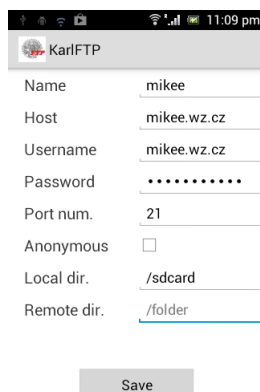 11:09 pm
FTP KarlFTP
Name mikee
Host mikee.wz.cz
Username mikee.wz.cz
Password •••••••••••
Port num. 21
Anonymous
Local dir. /sdcard
Remote dir. /folder
Save